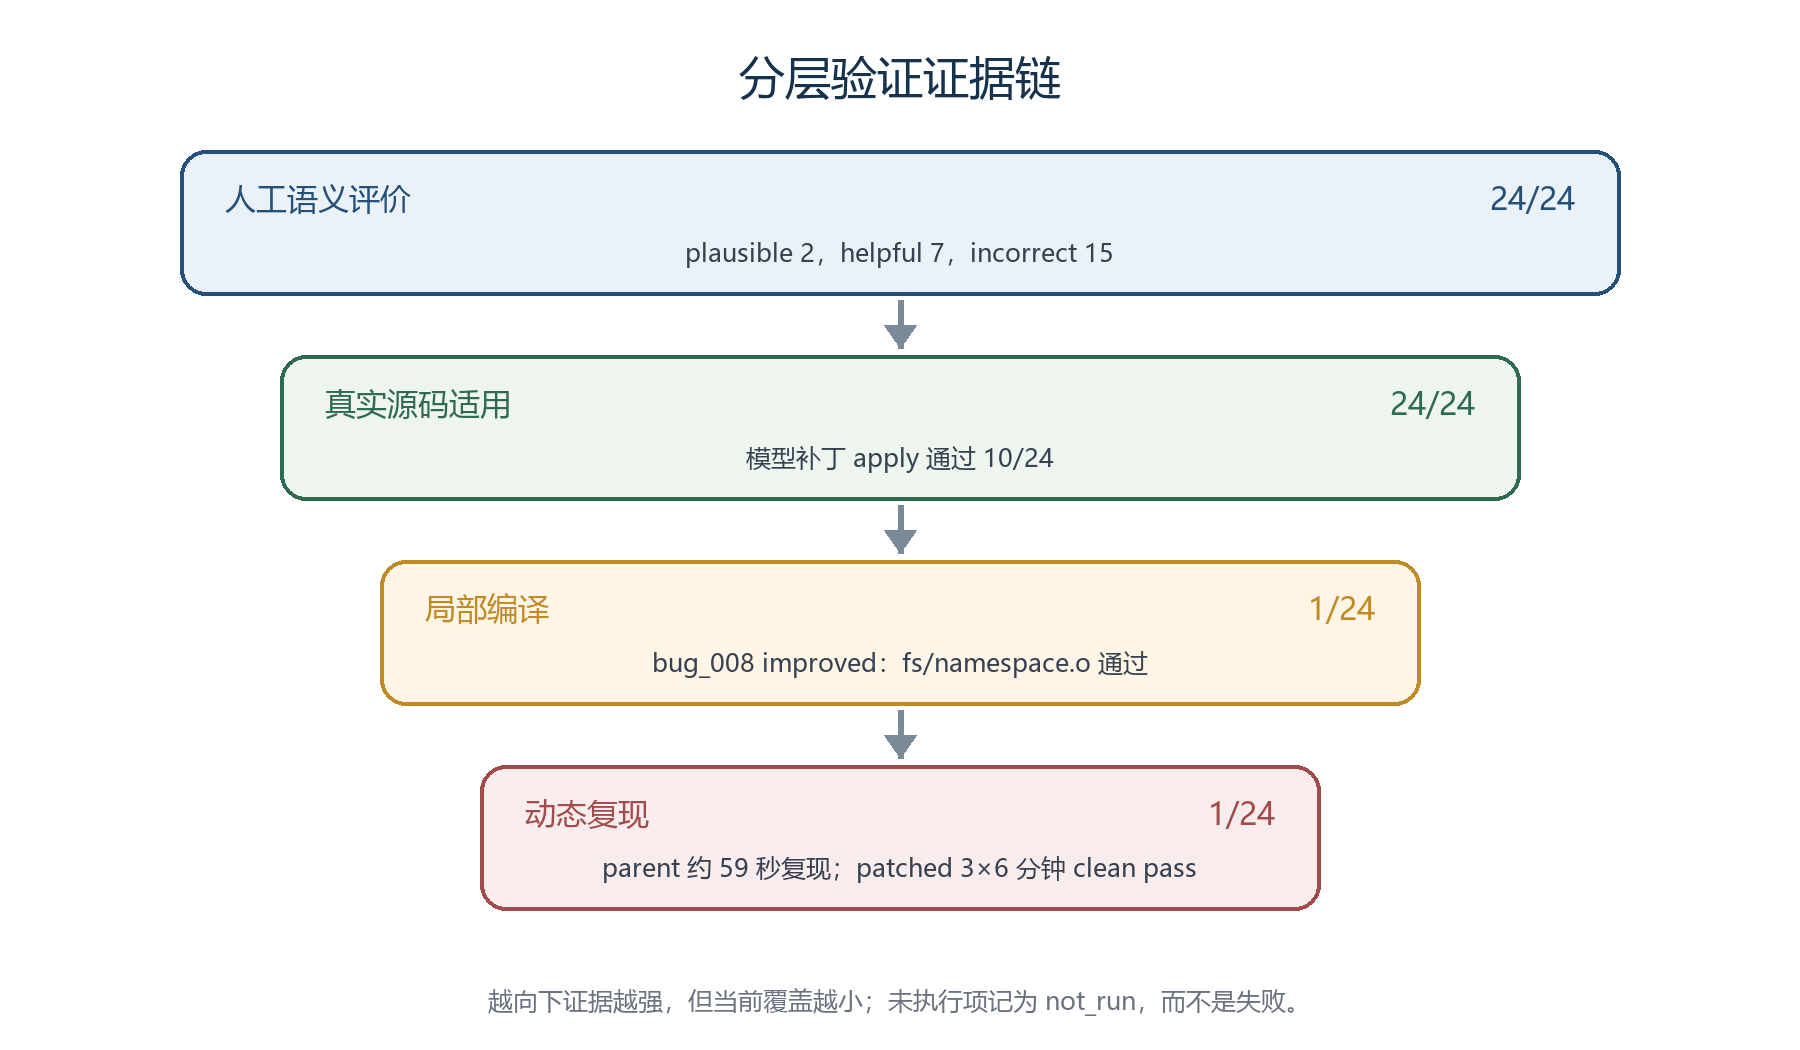 分层验证证据链
人工语义评价 24/24
plausible 2，helpful 7，incorrect 15
真实源码适用 24/24
模型补丁 apply 通过 10/24
局部编译 1/24
bug_008 improved：fs/namespace.o 通过
动态复现 1/24
parent 约 59 秒复现；patched 3×6 分钟 clean pass
越向下证据越强，但当前覆盖越小；未执行项记为 not_run，而不是失败。